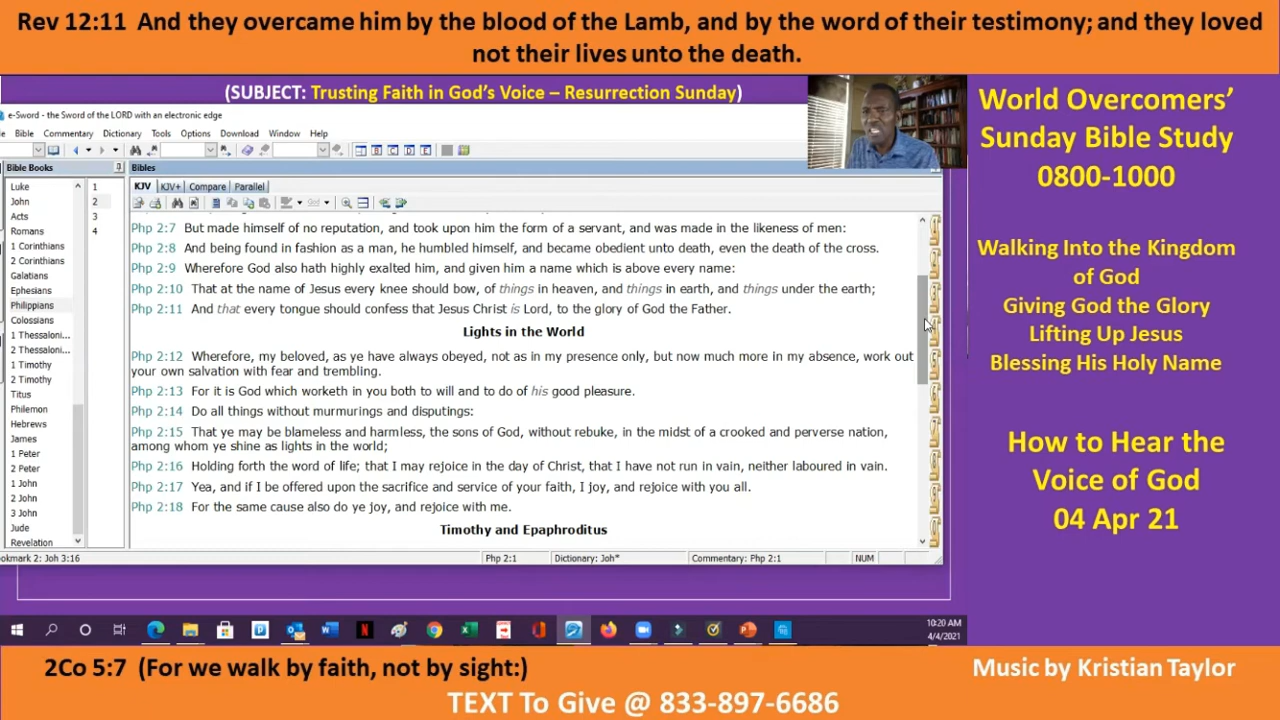 Rev 12:11 And they overcame him by the blood of the Lamb, and by the word of their testimony; and they loved
not their lives unto the death.
(SUBJECT: Trusting Faith in God's Voice – Resurrection Sunday)
e-Sword - the Sword of the LORD with an electronic edge
Bible Commentary Dictionary Tools Options Download Window Help
Bible Books
Bibles
KJV KJV+ Compare Parallel
Luke
John
Acts
Romans
1 Corinthians
2 Corinthians
Galatians
Ephesians
Philippians
Colossians
1 Thessaloni...
2 Thessaloni...
1 Timothy
2 Timothy
Titus
Philemon
Hebrews
James
1 Peter
2 Peter
1 John
2 John
3 John
Jude
Revelation
1
2
3
4
Php 2:7 But made himself of no reputation, and took upon him the form of a servant, and was made in the likeness of men:
Php 2:8 And being found in fashion as a man, he humbled himself, and became obedient unto death, even the death of the cross.
Php 2:9 Wherefore God also hath highly exalted him, and given him a name which is above every name:
Php 2:10 That at the name of Jesus every knee should bow, of things in heaven, and things in earth, and things under the earth;
Php 2:11 And that every tongue should confess that Jesus Christ is Lord, to the glory of God the Father.
Lights in the World
Php 2:12 Wherefore, my beloved, as ye have always obeyed, not as in my presence only, but now much more in my absence, work out
your own salvation with fear and trembling.
Php 2:13 For it is God which worketh in you both to will and to do of his good pleasure.
Php 2:14 Do all things without murmurings and disputings:
Php 2:15 That ye may be blameless and harmless, the sons of God, without rebuke, in the midst of a crooked and perverse nation,
among whom ye shine as lights in the world;
Php 2:16 Holding forth the word of life; that I may rejoice in the day of Christ, that I have not run in vain, neither laboured in vain.
Php 2:17 Yea, and if I be offered upon the sacrifice and service of your faith, I joy, and rejoice with you all.
Php 2:18 For the same cause also do ye joy, and rejoice with me.
Timothy and Epaphroditus
ookmark 2: Joh 3:16
Php 2:1
Dictionary: Joh*
Commentary: Php 2:1
NUM
10:20 AM
4/4/2021
World Overcomers'
Sunday Bible Study
0800-1000
Walking Into the Kingdom
of God
Giving God the Glory
Lifting Up Jesus
Blessing His Holy Name
How to Hear the
Voice of God
04 Apr 21
2Co 5:7 (For we walk by faith, not by sight:)
Music by Kristian Taylor
TEXT To Give @ 833-897-6686